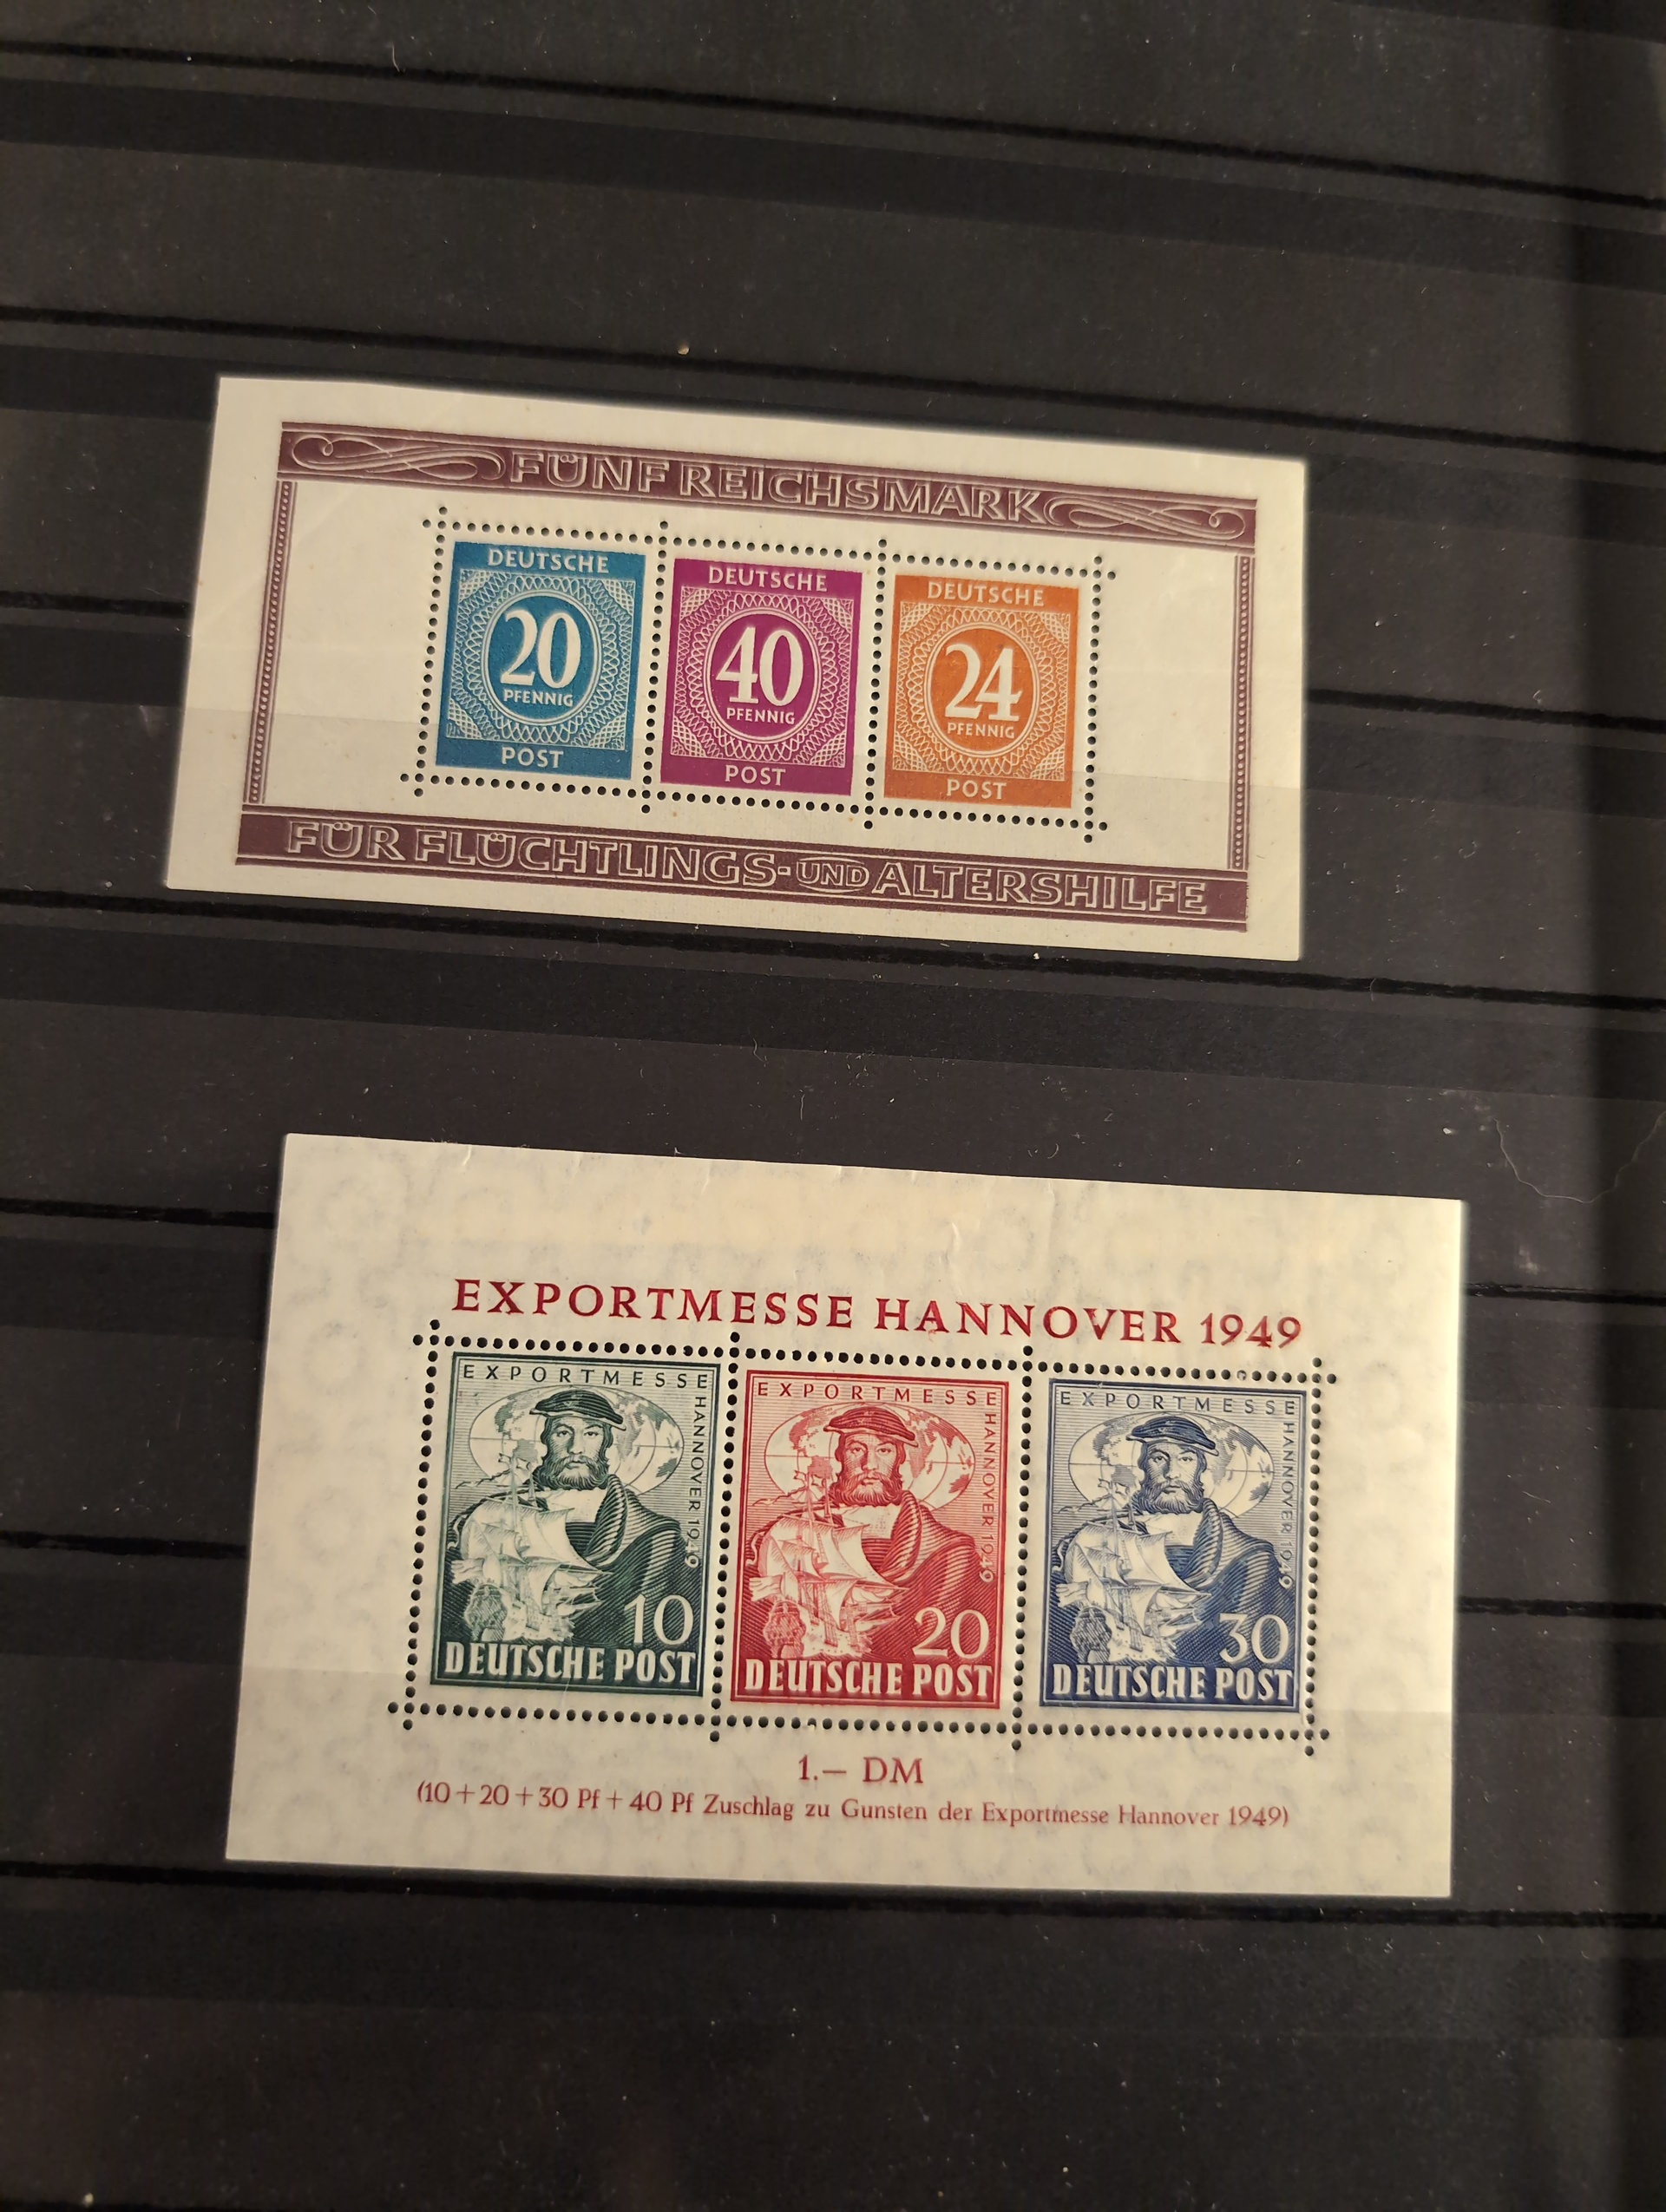 FÜNF REICHSMARK
DEUTSCHE
20
PFENNIG
POST
DEUTSCHE
40
PFENNIG
POST
DEUTSCHE
24
PFENNIG
POST
FÜR FLÜCHTLINGS- UND ALTERSHILFE
EXPORTMESSE HANNOVER 1949
EXPORTMESSE
HANNOVER 1949
10
DEUTSCHE POST
EXPORTMESSE
HANNOVER 1949
20
DEUTSCHE POST
EXPORTMESSE
HANNOVER 1949
30
DEUTSCHE POST
1.— DM
(10 + 20 + 30 Pf + 40 Pf Zuschlag zu Gunsten der Exportmesse Hannover 1949)